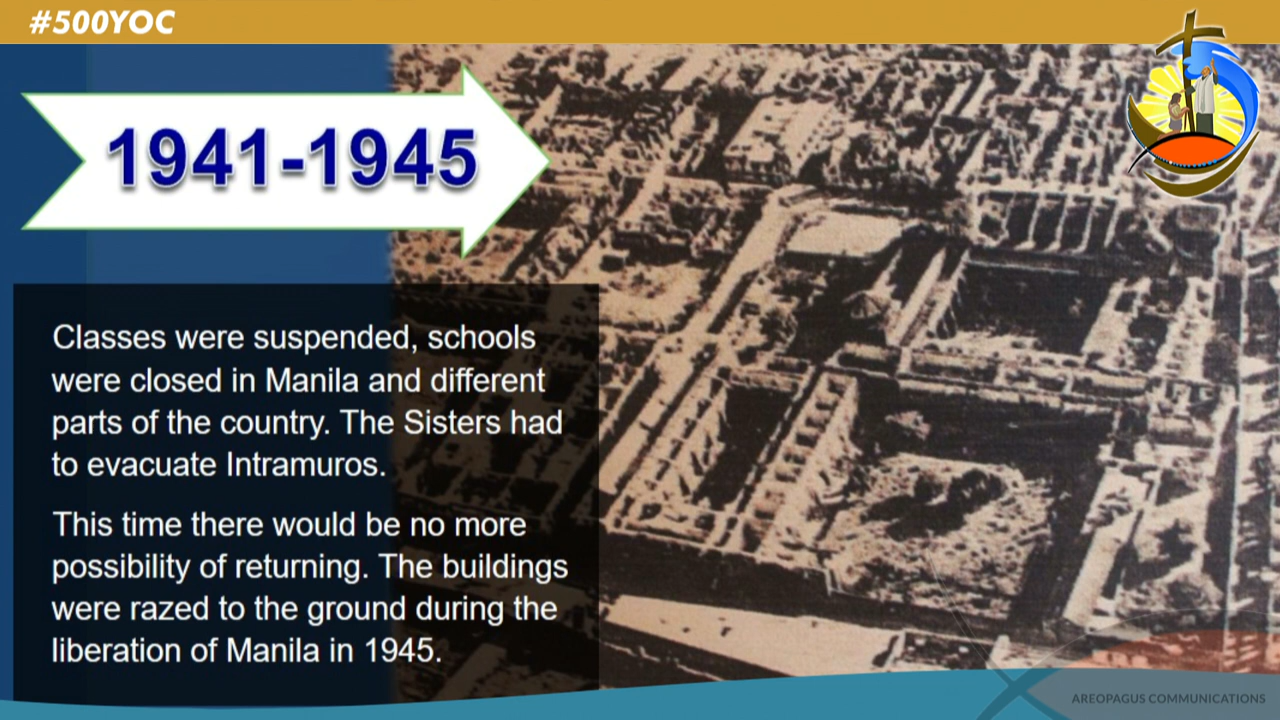 #500YOC
1941-1945
Classes were suspended, schools
were closed in Manila and different
parts of the country. The Sisters had
to evacuate Intramuros.
This time there would be no more
possibility of returning. The buildings
were razed to the ground during the
liberation of Manila in 1945.
AREOPAGUS COMMUNICATIONS